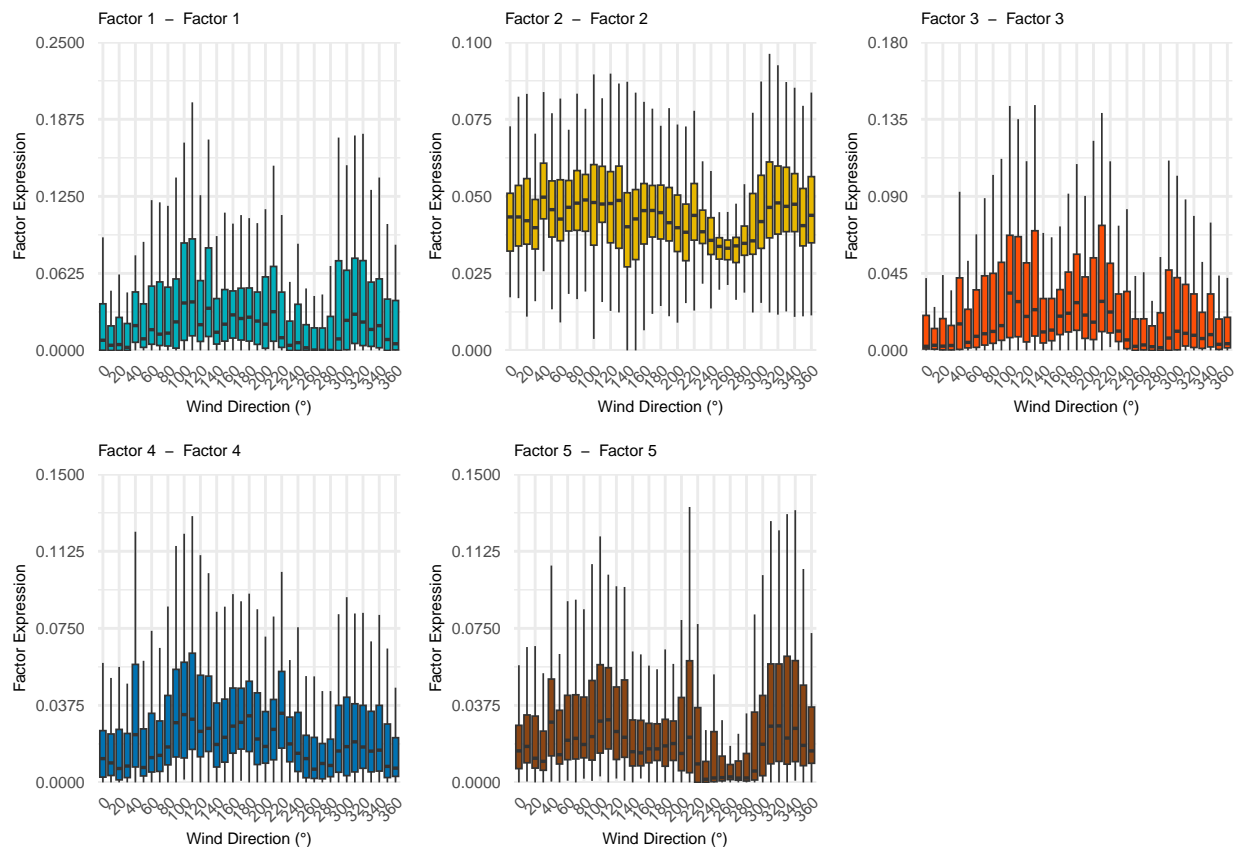 Factor 1 – Factor 1
0.2500
0.1875
0.1250
0.0625
0.0000
Factor Expression
0 20 40 60 80 100 120 140 160 180 200 220 240 260 280 300 320 340 360
Wind Direction (°)
Factor 2 – Factor 2
0.100
0.075
0.050
0.025
0.000
Factor Expression
0 20 40 60 80 100 120 140 160 180 200 220 240 260 280 300 320 340 360
Wind Direction (°)
Factor 3 – Factor 3
0.180
0.135
0.090
0.045
0.000
Factor Expression
0 20 40 60 80 100 120 140 160 180 200 220 240 260 280 300 320 340 360
Wind Direction (°)
Factor 4 – Factor 4
0.1500
0.1125
0.0750
0.0375
0.0000
Factor Expression
0 20 40 60 80 100 120 140 160 180 200 220 240 260 280 300 320 340 360
Wind Direction (°)
Factor 5 – Factor 5
0.1500
0.1125
0.0750
0.0375
0.0000
Factor Expression
0 20 40 60 80 100 120 140 160 180 200 220 240 260 280 300 320 340 360
Wind Direction (°)